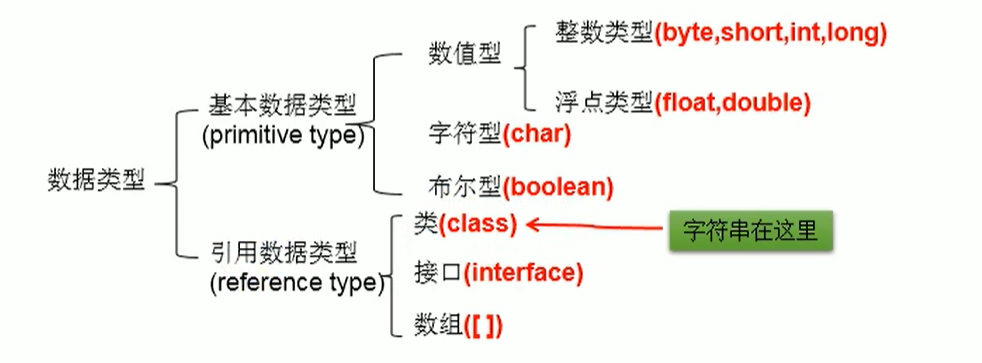 数据类型
基本数据类型
(primitive type)
数值型
整数类型(byte,short,int,long)
浮点类型(float,double)
字符型(char)
布尔型(boolean)
引用数据类型
(reference type)
类(class)
字符串在这里
接口(interface)
数组([ ])